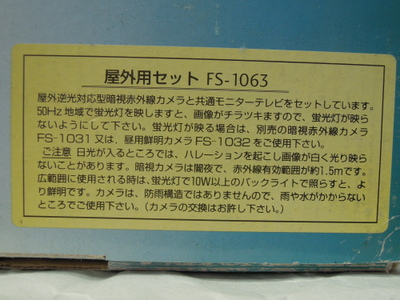 屋外用セット FS-1063
屋外逆光対応型暗視赤外線カメラと共通モニターテレビをセットしています。
50Hz地域で蛍光灯を映しますと、画像がチラツキますので、蛍光灯が映ら
ないようにして下さい。蛍光灯が映る場合は、別売の暗視赤外線カメラ
FS-1031又は、昼用鮮明カメラFS-1032をご使用下さい。
ご注意 日光が入るところでは、ハレーションを起こし画像が白く光り映ら
ないことがあります。暗視カメラは闇夜で、赤外線有効範囲が約1.5mです。
広範囲に使用される時は、蛍光灯で10W以上のバックライトで照らすと、よ
り鮮明です。カメラは、防雨構造ではありませんので、雨や水がかからない
ところでご使用下さい。(カメラの交換はお許し下さい。)